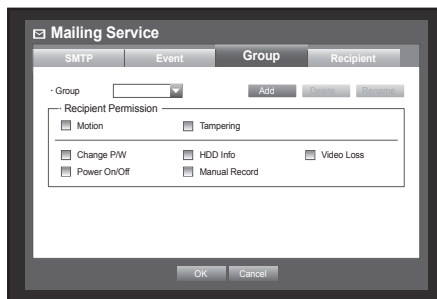 Mailing Service
SMTP Event Group Recipient
· Group Add Delete Rename
· Recipient Permission
Motion Tampering
Change P/W HDD Info Video Loss
Power On/Off Manual Record
OK Cancel